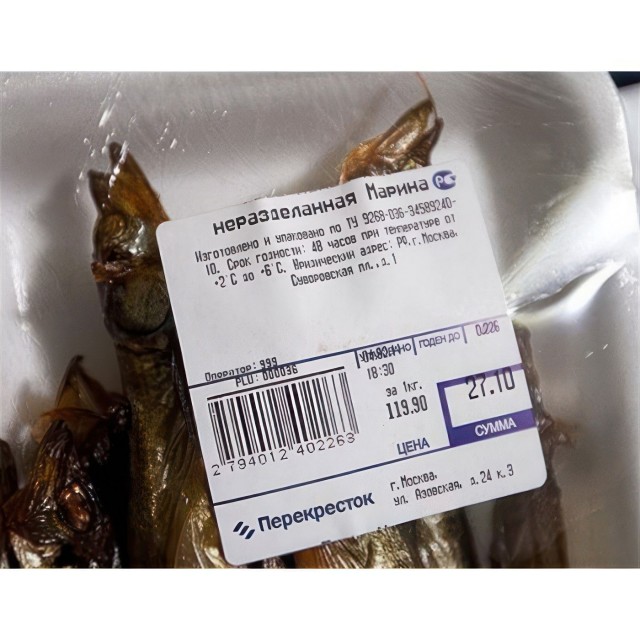 неразделанная Марина РС
Изготовлено и упаковано по ТУ 9268-036-34589240-
10. Срок годности: 48 часов при температуре от
+2°C до +6°C. Юридический адрес: РФ, г. Москва,
Суворовская пл., д.1
Оператор: 999
PLU: 000036
УПАКОВАНО
18:30
ГОДЕН ДО
0.226
за 1кг.
119.90
ЦЕНА
27.10
СУММА
2 794012 402263
Перекресток
г.Москва,
ул. Азовская, д.24 к.3